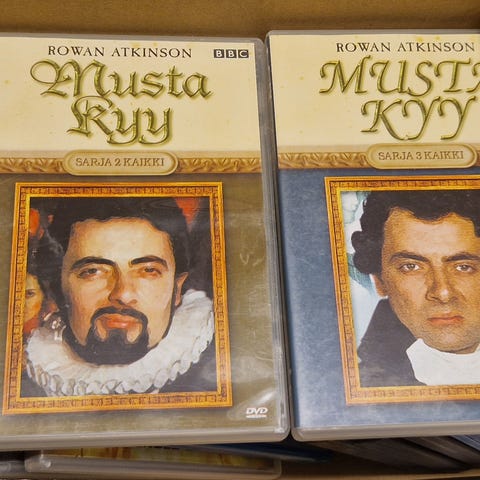 ROWAN ATKINSON
BBC
Musta
Kyy
SARJA 2 KAIKKI
DVD
ROWAN ATKINSON
MUSTA
KYY
SARJA 3 KAIKKI